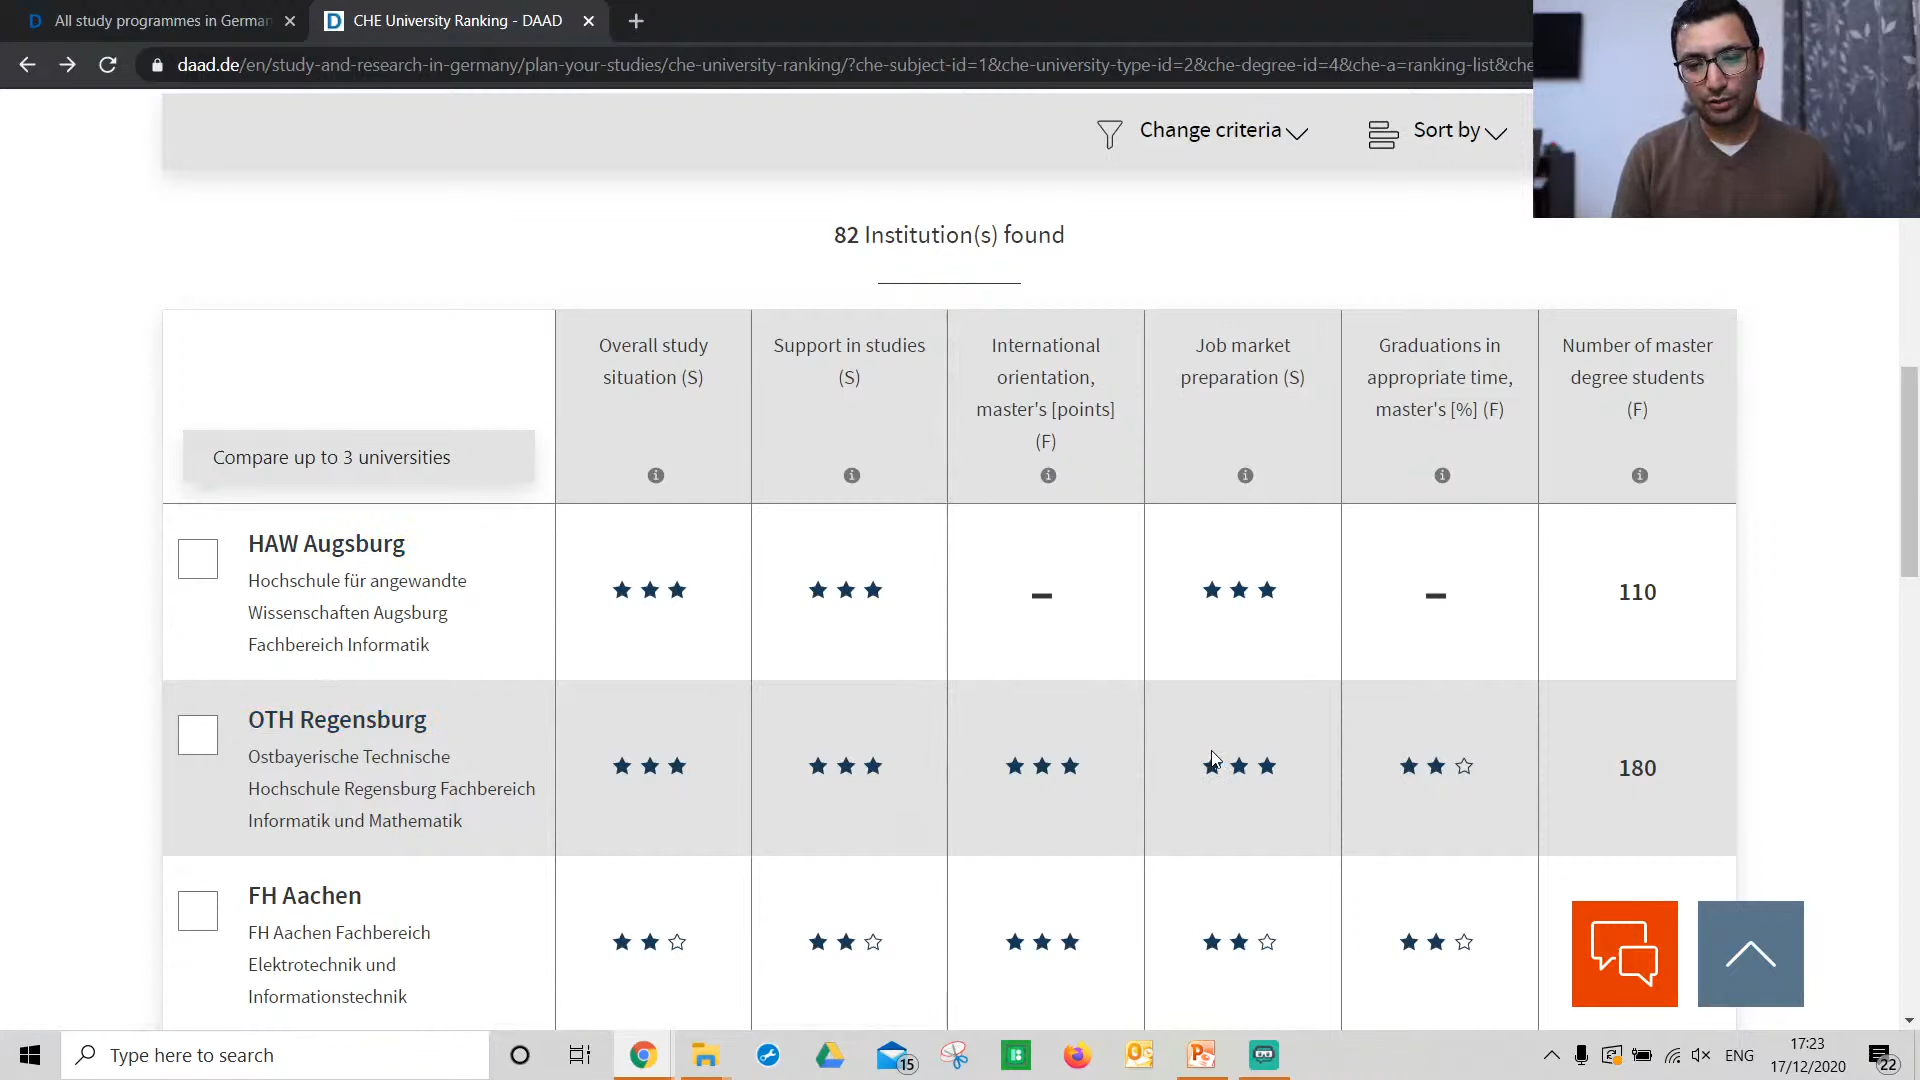 All study programmes in German
CHE University Ranking - DAAD
daad.de/en/study-and-research-in-germany/plan-your-studies/che-university-ranking/?che-subject-id=1&che-university-type-id=2&che-degree-id=4&che-a=ranking-list&che
Change criteria
Sort by
82 Institution(s) found
Overall study
situation (S)
Support in studies
(S)
International
orientation,
master's [points]
(F)
Job market
preparation (S)
Graduations in
appropriate time,
master's [%] (F)
Number of master
degree students
(F)
Compare up to 3 universities
HAW Augsburg
Hochschule für angewandte
Wissenschaften Augsburg
Fachbereich Informatik
110
OTH Regensburg
Ostbayerische Technische
Hochschule Regensburg Fachbereich
Informatik und Mathematik
180
FH Aachen
FH Aachen Fachbereich
Elektrotechnik und
Informationstechnik
Type here to search
15
ENG
17:23
17/12/2020
22